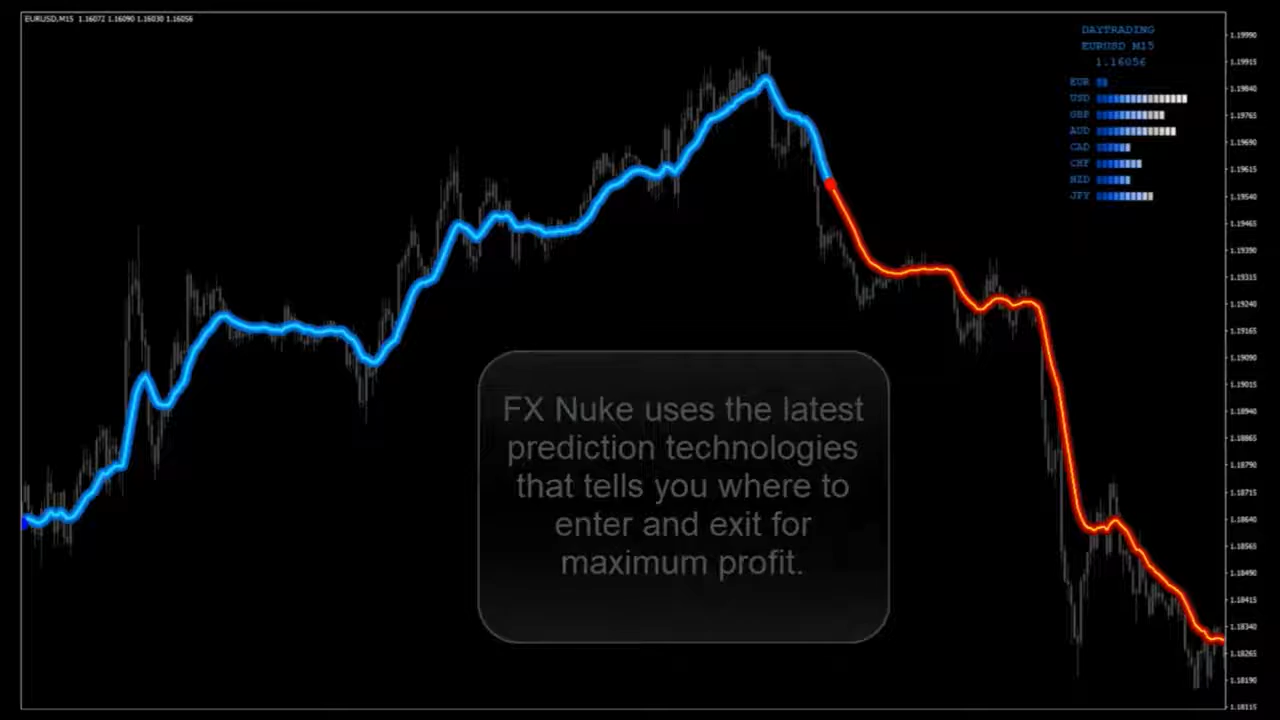 EURUSD,M15 1.16072 1.16090 1.16030 1.16056
DAYTRADING
EURUSD M15
1.16056
EUR
USD
GBP
AUD
CAD
CHF
NZD
JPY
FX Nuke uses the latest
prediction technologies
that tells you where to
enter and exit for
maximum profit.
1.19990
1.19915
1.19840
1.19765
1.19690
1.19615
1.19540
1.19465
1.19390
1.19315
1.19240
1.19165
1.19090
1.19015
1.18940
1.18865
1.18790
1.18715
1.18640
1.18565
1.18490
1.18415
1.18340
1.18265
1.18190
1.18115